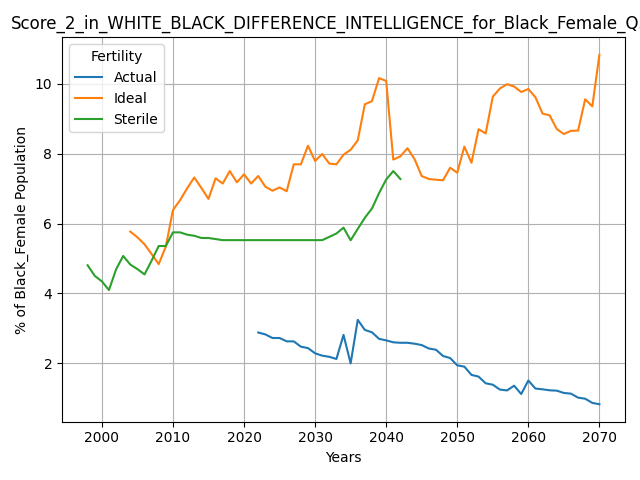 Score_2_in_WHITE_BLACK_DIFFERENCE_INTELLIGENCE_for_Black_Female_Q
Fertility
Actual
Ideal
Sterile
10
8
6
4
2
% of Black_Female Population
2000 2010 2020 2030 2040 2050 2060 2070
Years